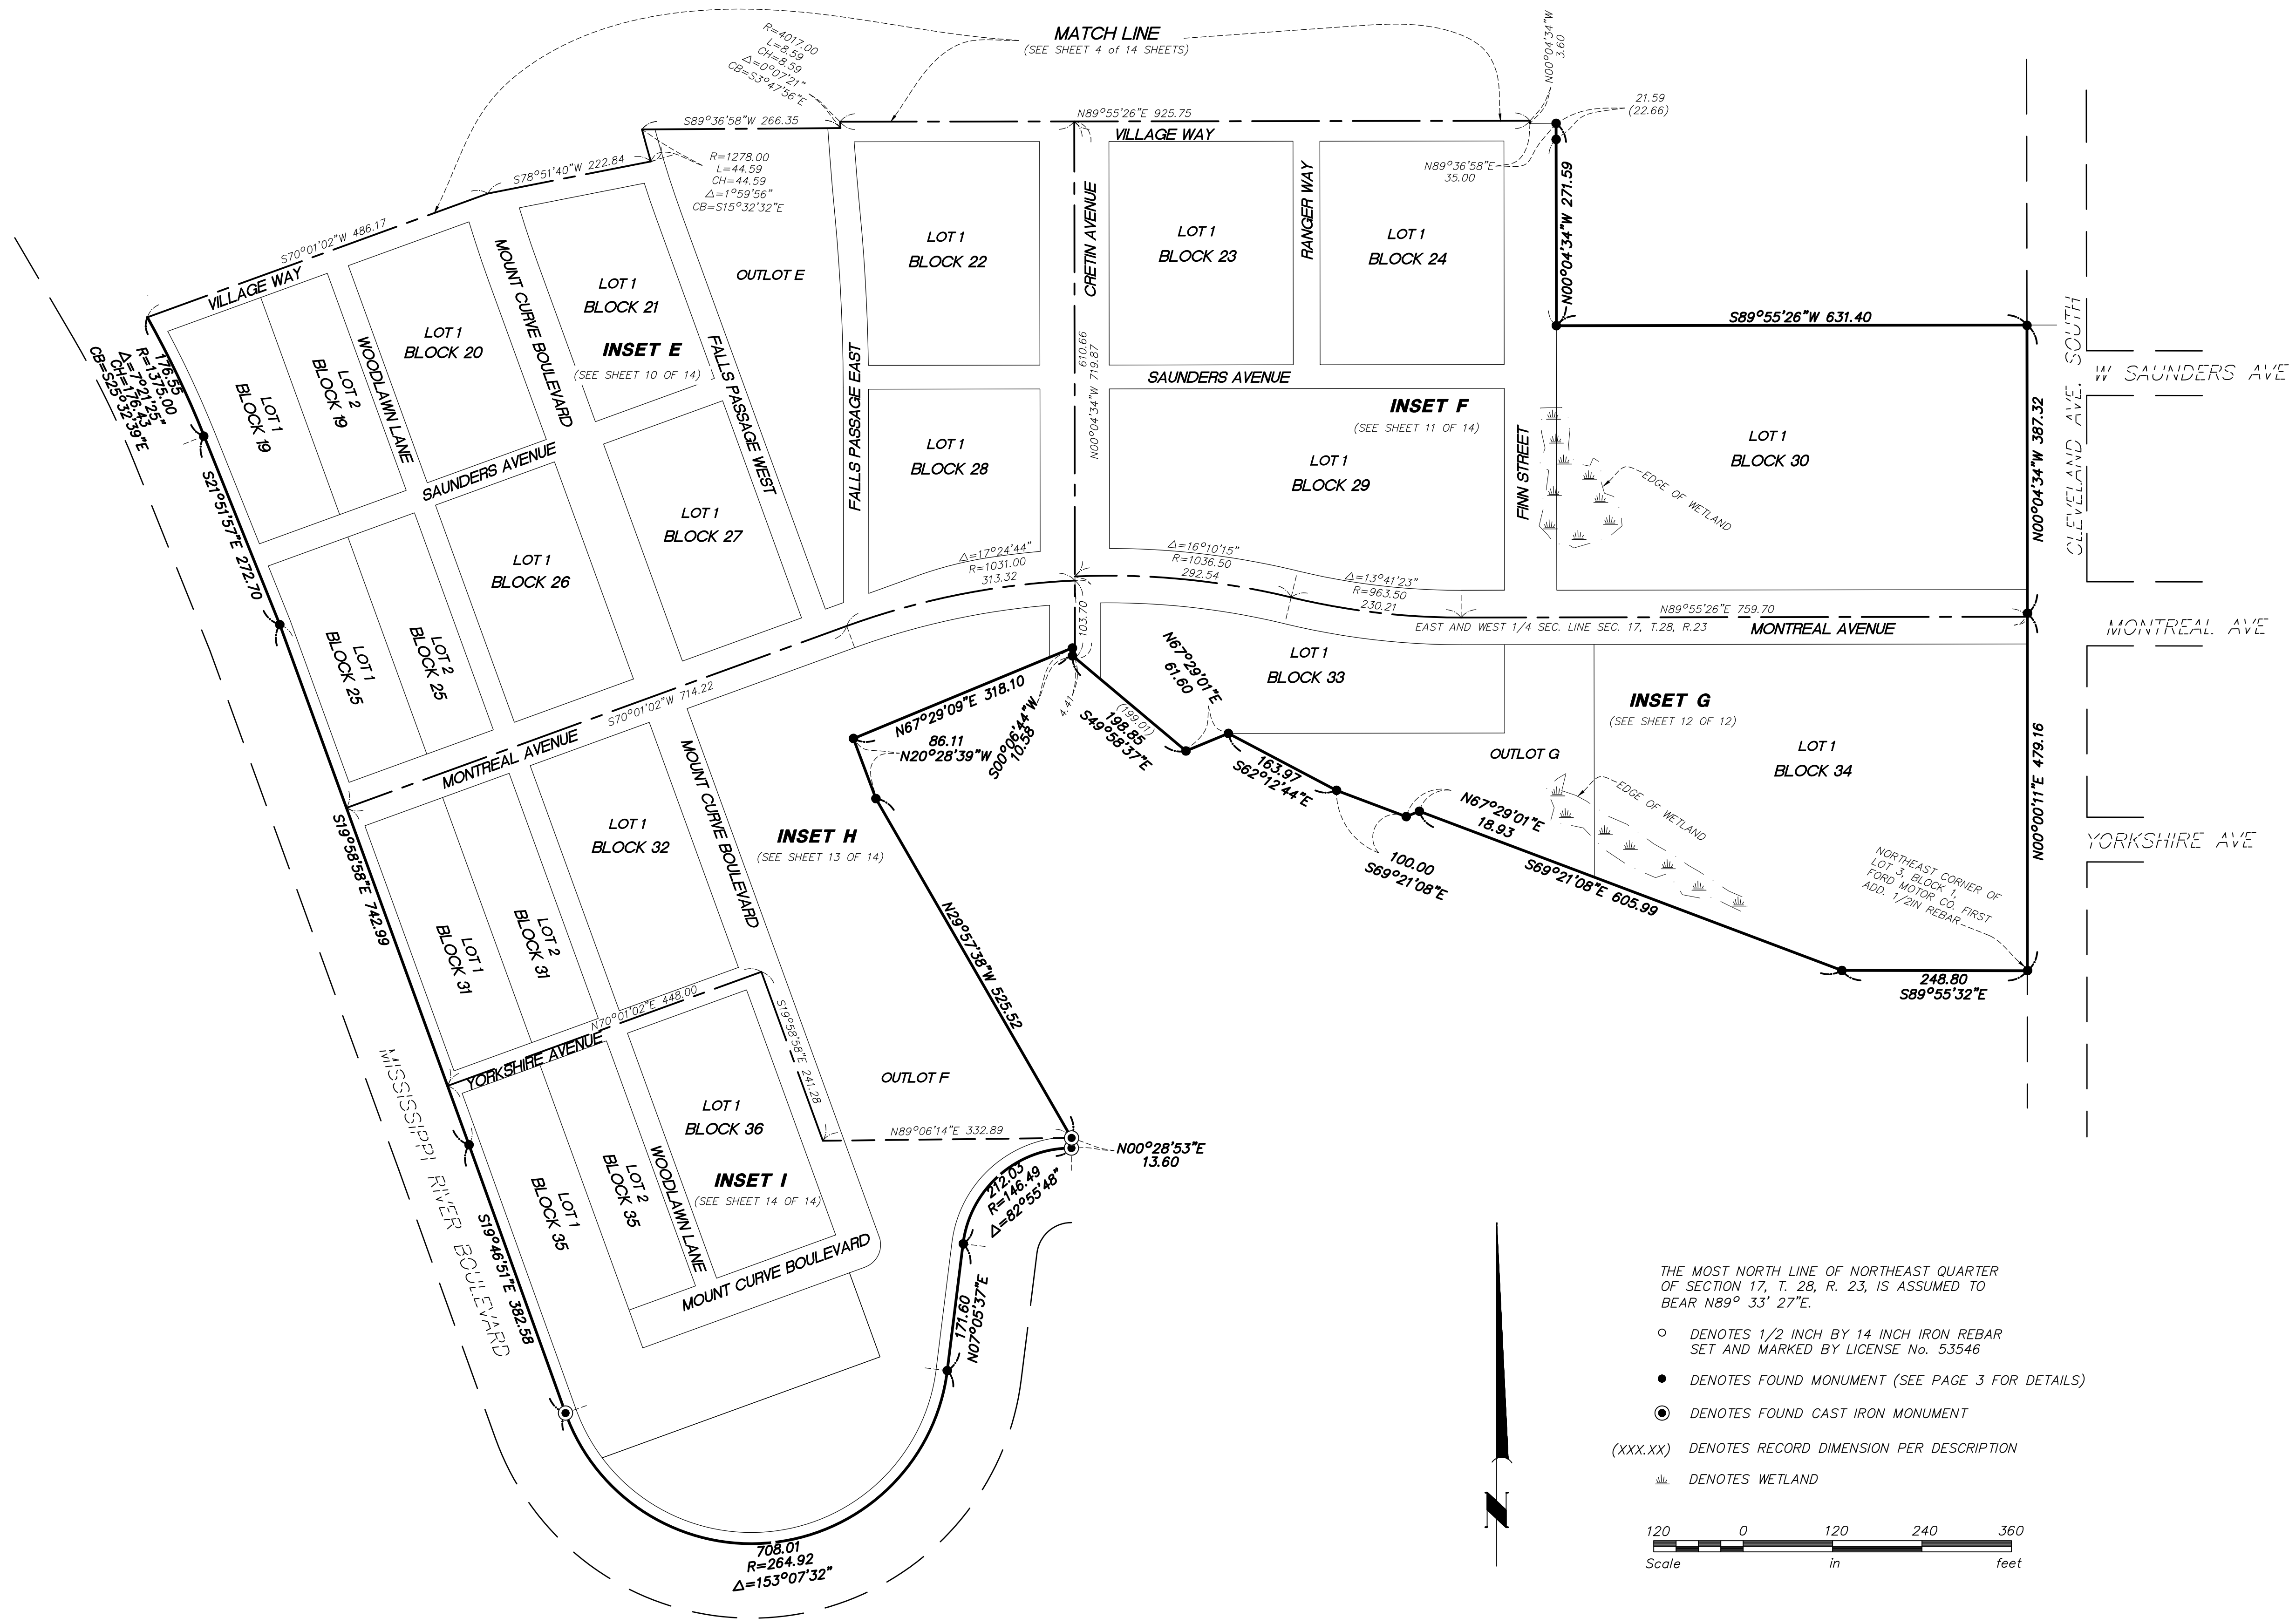 MATCH LINE
(SEE SHEET 4 of 14 SHEETS)
R=4017.00
L=8.59
CH=8.59
Δ=0°07'21"
CB=S3°47'56"E
N00°04'34"W
3.60
21.59
(22.66)
S89°36'58"W 266.35
N89°55'26"E 925.75
VILLAGE WAY
N89°36'58"E
35.00
R=1278.00
L=44.59
CH=44.59
Δ=1°59'56"
CB=S15°32'32"E
S78°51'40"W 222.84
S70°01'02"W 486.17
VILLAGE WAY
176.55
R=1375.00
Δ=7°21'25"
CH=176.43
CB=S25°32'39"E
LOT 1
BLOCK 19
LOT 2
BLOCK 19
WOODLAWN LANE
LOT 1
BLOCK 20
MOUNT CURVE BOULEVARD
LOT 1
BLOCK 21
INSET E
(SEE SHEET 10 OF 14)
OUTLOT E
FALLS PASSAGE WEST
FALLS PASSAGE EAST
LOT 1
BLOCK 22
CRETIN AVENUE
610.66
N00°04'34"W 719.87
LOT 1
BLOCK 23
RANGER WAY
LOT 1
BLOCK 24
N00°04'34"W 271.59
S89°55'26"W 631.40
CLEVELAND AVE. SOUTH
W SAUNDERS AVE
SAUNDERS AVENUE
SAUNDERS AVENUE
INSET F
(SEE SHEET 11 OF 14)
FINN STREET
LOT 1
BLOCK 30
EDGE OF WETLAND
N00°04'34"W 387.32
S21°51'57"E 272.70
LOT 1
BLOCK 25
LOT 2
BLOCK 25
LOT 1
BLOCK 26
LOT 1
BLOCK 27
LOT 1
BLOCK 28
LOT 1
BLOCK 29
Δ=17°24'44"
R=1031.00
313.32
Δ=16°10'15"
R=1036.50
292.54
Δ=13°41'23"
R=963.50
230.21
N89°55'26"E 759.70
EAST AND WEST 1/4 SEC. LINE SEC. 17, T.28, R.23
MONTREAL AVENUE
MONTREAL AVE
103.70
S70°01'02"W 714.22
MONTREAL AVENUE
N67°29'09"E 318.10
86.11
N20°28'39"W
S00°06'44"W
10.58
4.41
(199.01)
198.85
S49°58'37"E
N67°29'01"E
61.60
LOT 1
BLOCK 33
163.97
S62°12'44"E
100.00
S69°21'08"E
N67°29'01"E
18.93
S69°21'08"E 605.99
INSET G
(SEE SHEET 12 OF 12)
OUTLOT G
LOT 1
BLOCK 34
EDGE OF WETLAND
N00°00'11"E 479.16
YORKSHIRE AVE
NORTHEAST CORNER OF
LOT 3, BLOCK 1,
FORD MOTOR CO. FIRST
ADD. 1/2IN REBAR
248.80
S89°55'32"E
S19°58'58"E 742.99
LOT 1
BLOCK 31
LOT 2
BLOCK 31
LOT 1
BLOCK 32
MOUNT CURVE BOULEVARD
INSET H
(SEE SHEET 13 OF 14)
N29°57'38"W 525.52
N70°01'02"E 448.00
YORKSHIRE AVENUE
S19°58'58"E 241.28
OUTLOT F
N89°06'14"E 332.89
N00°28'53"E
13.60
MISSISSIPPI RIVER BOULEVARD
S19°46'51"E 382.58
LOT 1
BLOCK 35
LOT 2
BLOCK 35
WOODLAWN LANE
LOT 1
BLOCK 36
INSET I
(SEE SHEET 14 OF 14)
MOUNT CURVE BOULEVARD
212.03
R=146.49
Δ=82°55'48"
171.60
N07°05'37"E
708.01
R=264.92
Δ=153°07'32"
N
THE MOST NORTH LINE OF NORTHEAST QUARTER
OF SECTION 17, T. 28, R. 23, IS ASSUMED TO
BEAR N89° 33' 27"E.
DENOTES 1/2 INCH BY 14 INCH IRON REBAR
SET AND MARKED BY LICENSE No. 53546
DENOTES FOUND MONUMENT (SEE PAGE 3 FOR DETAILS)
DENOTES FOUND CAST IRON MONUMENT
(XXX.XX) DENOTES RECORD DIMENSION PER DESCRIPTION
DENOTES WETLAND
120 0 120 240 360
Scale in feet